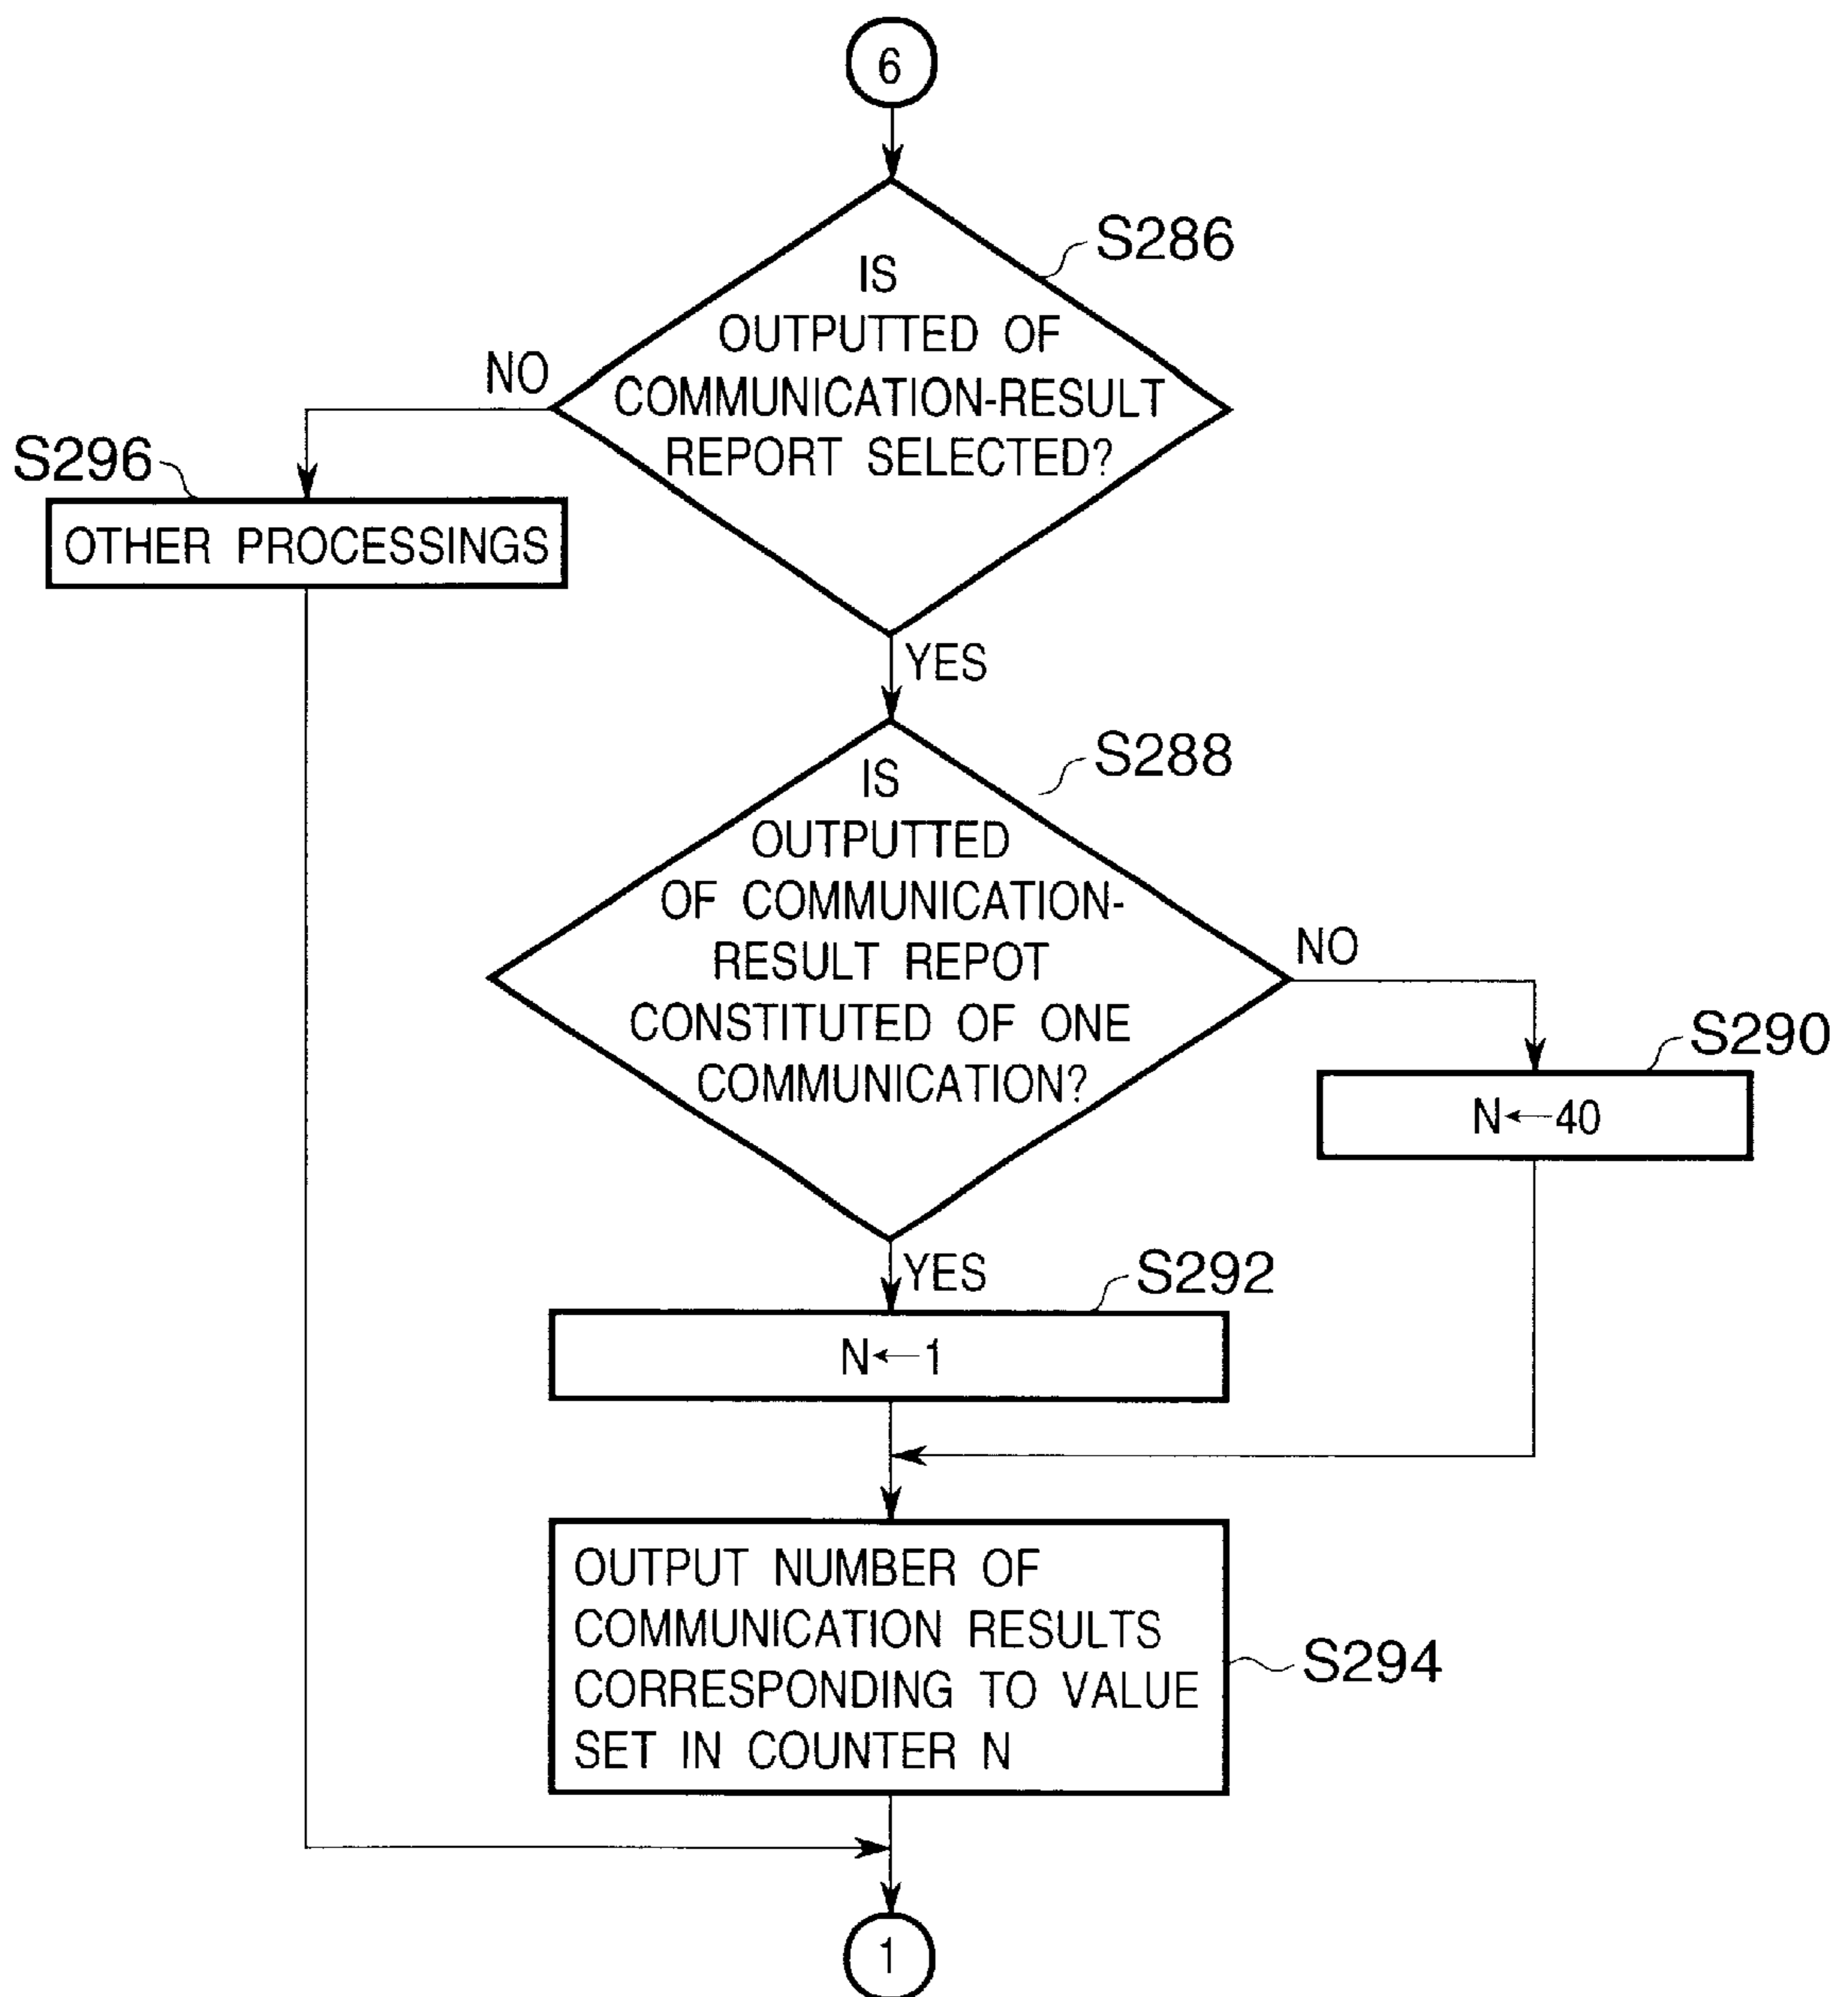 6
S286
IS
OUTPUTTED OF
COMMUNICATION-RESULT
REPORT SELECTED?
NO
S296
OTHER PROCESSINGS
YES
S288
IS
OUTPUTTED
OF COMMUNICATION-
RESULT REPOT
CONSTITUTED OF ONE
COMMUNICATION?
NO
S290
N←40
YES
S292
N←1
OUTPUT NUMBER OF
COMMUNICATION RESULTS
CORRESPONDING TO VALUE
SET IN COUNTER N
S294
1